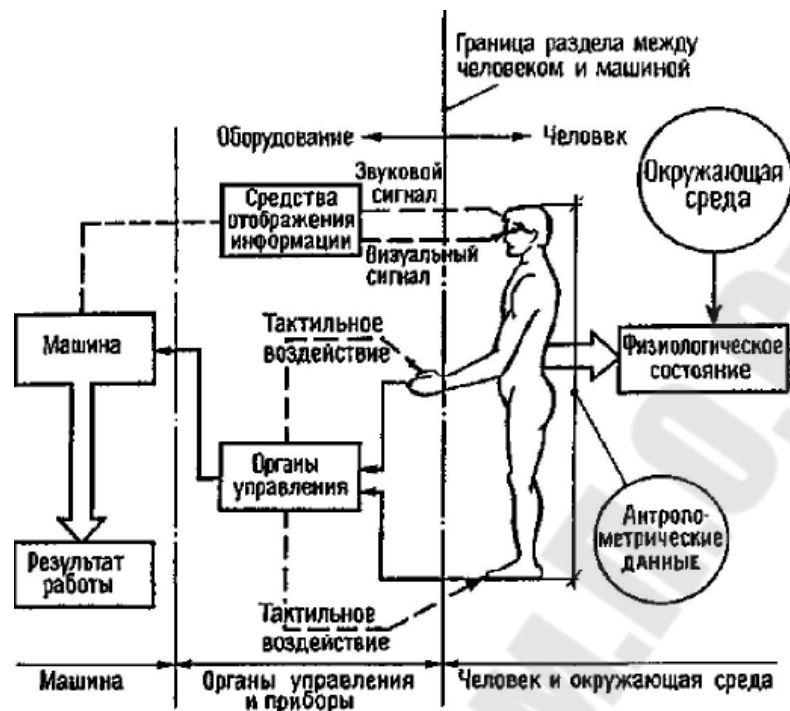 Граница раздела между
человеком и машиной
Оборудование
Человек
Окружающая
среда
Звуковой
сигнал
Средства
отображения
информации
Визуальный
сигнал
Тактильное
воздействие
Машина
Физиологическое
состояние
Органы
управления
Антропо-
метрические
данные
Результат
работы
Тактильное
воздействие
Машина
Органы управления
и приборы
Человек и окружающая среда